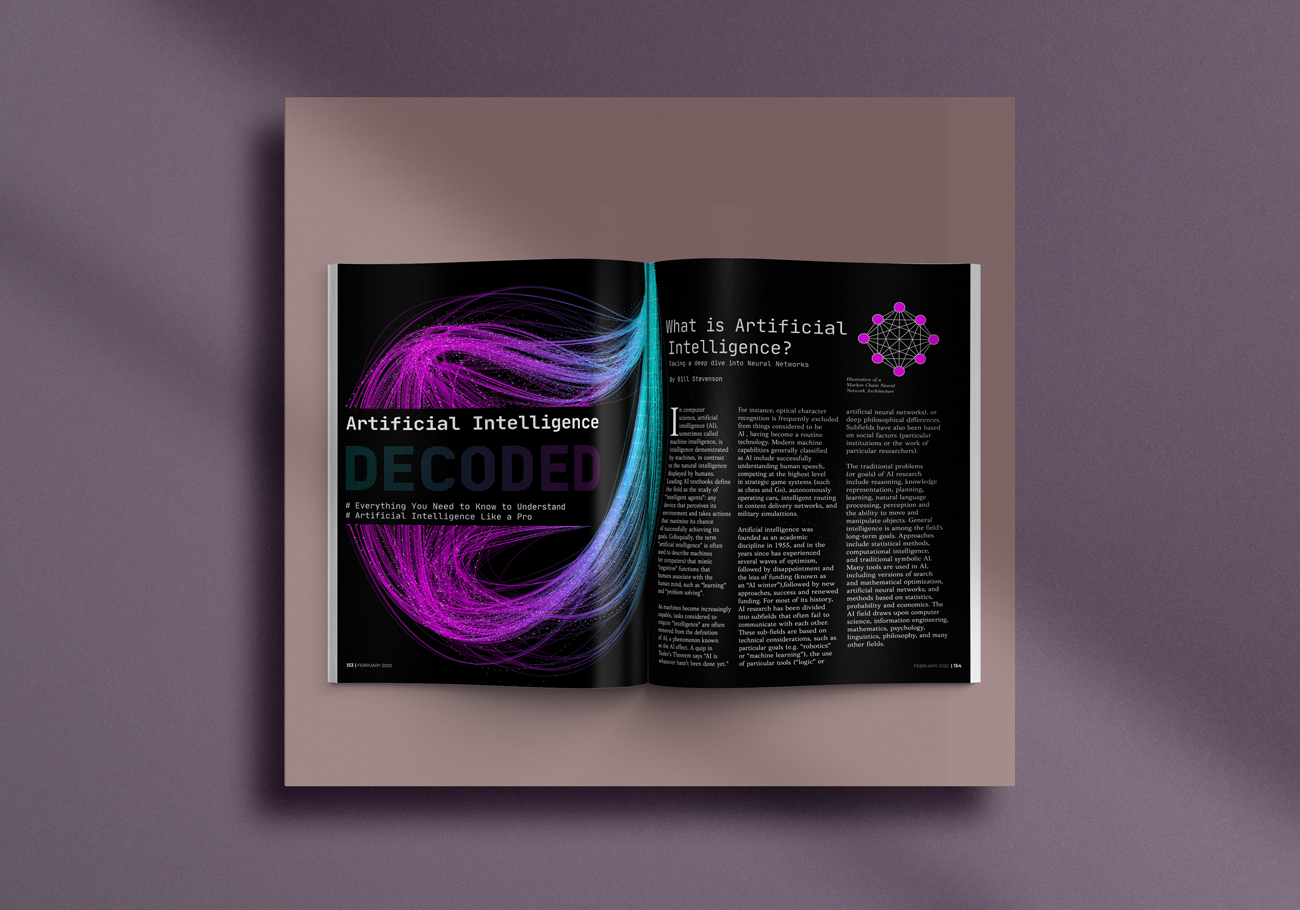 Artificial Intelligence
DECODED
# Everything You Need to Know to Understand
# Artificial Intelligence Like a Pro
153 | FEBRUARY 2020
What is Artificial
Intelligence?
Taking a deep dive into Neural Networks
By Bill Stevenson
Illustration of a
Markov Chain Neural
Network Architecture
In computer
science, artificial
intelligence (AI),
sometimes called
machine intelligence, is
intelligence demonstrated
by machines, in contrast
to the natural intelligence
displayed by humans.
Leading AI textbooks define
the field as the study of
"intelligent agents": any
device that perceives its
environment and takes actions
that maximize its chance
of successfully achieving its
goals. Colloquially, the term
"artificial intelligence" is often
used to describe machines
(or computers) that mimic
"cognitive" functions that
humans associate with the
human mind, such as "learning"
and "problem solving".
As machines become increasingly
capable, tasks considered to
require "intelligence" are often
removed from the definition
of AI, a phenomenon known
as the AI effect. A quip in
Tesler's Theorem says "AI is
whatever hasn't been done yet."
For instance, optical character
recognition is frequently excluded
from things considered to be
AI , having become a routine
technology. Modern machine
capabilities generally classified
as AI include successfully
understanding human speech,
competing at the highest level
in strategic game systems (such
as chess and Go), autonomously
operating cars, intelligent routing
in content delivery networks, and
military simulattions.
Artificial intelligence was
founded as an academic
discipline in 1955, and in the
years since has experienced
several waves of optimism,
followed by disappointment and
the loss of funding (known as
an "AI winter"),followed by new
approaches, success and renewed
funding. For most of its history,
AI research has been divided
into subfields that often fail to
communicate with each other.
These sub-fields are based on
technical considerations, such as
particular goals (e.g. "robotics"
or "machine learning"), the use
of particular tools ("logic" or
artificial neural networks), or
deep philosophical differences.
Subfields have also been based
on social factors (particular
institutions or the work of
particular researchers).
The traditional problems
(or goals) of AI research
include reasoning, knowledge
representation, planning,
learning, natural language
processing, perception and
the ability to move and
manipulate objects. General
intelligence is among the field's
long-term goals. Approaches
include statistical methods,
computational intelligence,
and traditional symbolic AI.
Many tools are used in AI,
including versions of search
and mathematical optimization,
artificial neural networks, and
methods based on statistics,
probability and economics. The
AI field draws upon computer
science, information engineering,
mathematics, psychology,
linguistics, philosophy, and many
other fields.
FEBRUARY 2020 | 154